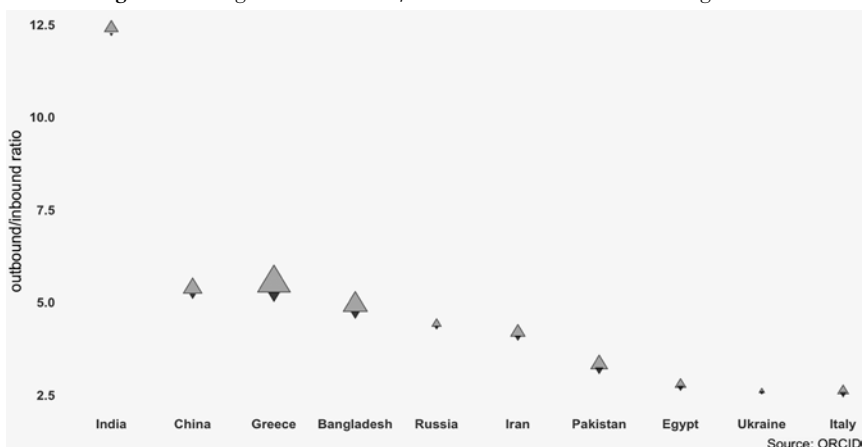 12.5
10.0
7.5
5.0
2.5
outbound/inbound ratio
India China Greece Bangladesh Russia Iran Pakistan Egypt Ukraine Italy
Source: ORCID